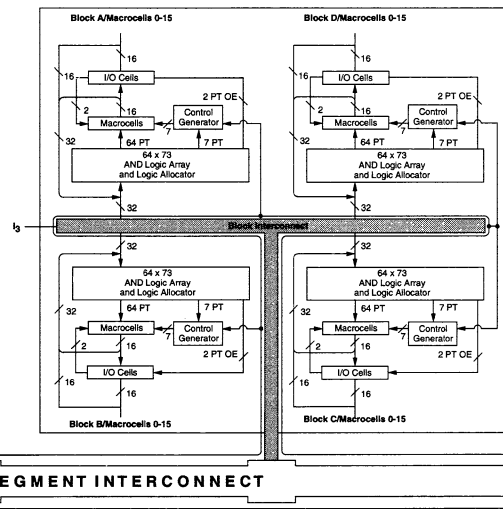 Block A/Macrocells 0-15
Block D/Macrocells 0-15
16
16
16
I/O Cells
2 PT OE
16
I/O Cells
2 PT OE
2
16
Control Generator
2
16
Control Generator
Macrocells
7
Macrocells
7
32
64 PT
7 PT
32
64 PT
7 PT
64 x 73
AND Logic Array
and Logic Allocator
64 x 73
AND Logic Array
and Logic Allocator
32
32
I3
Block Interconnect
32
32
64 x 73
AND Logic Array
and Logic Allocator
64 x 73
AND Logic Array
and Logic Allocator
32
64 PT
7 PT
32
64 PT
7 PT
Macrocells
7
Control Generator
Macrocells
7
Control Generator
2
16
2 PT OE
2
16
2 PT OE
16
I/O Cells
16
I/O Cells
16
16
Block B/Macrocells 0-15
Block C/Macrocells 0-15
EGMENT INTERCONNECT